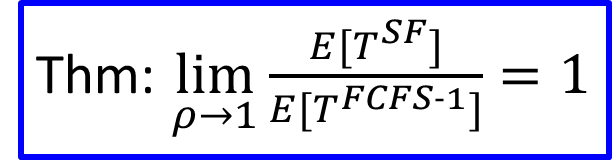 Thm: lim_{ρ→1} E[T^{SF}] / E[T^{FCFS-1}] = 1